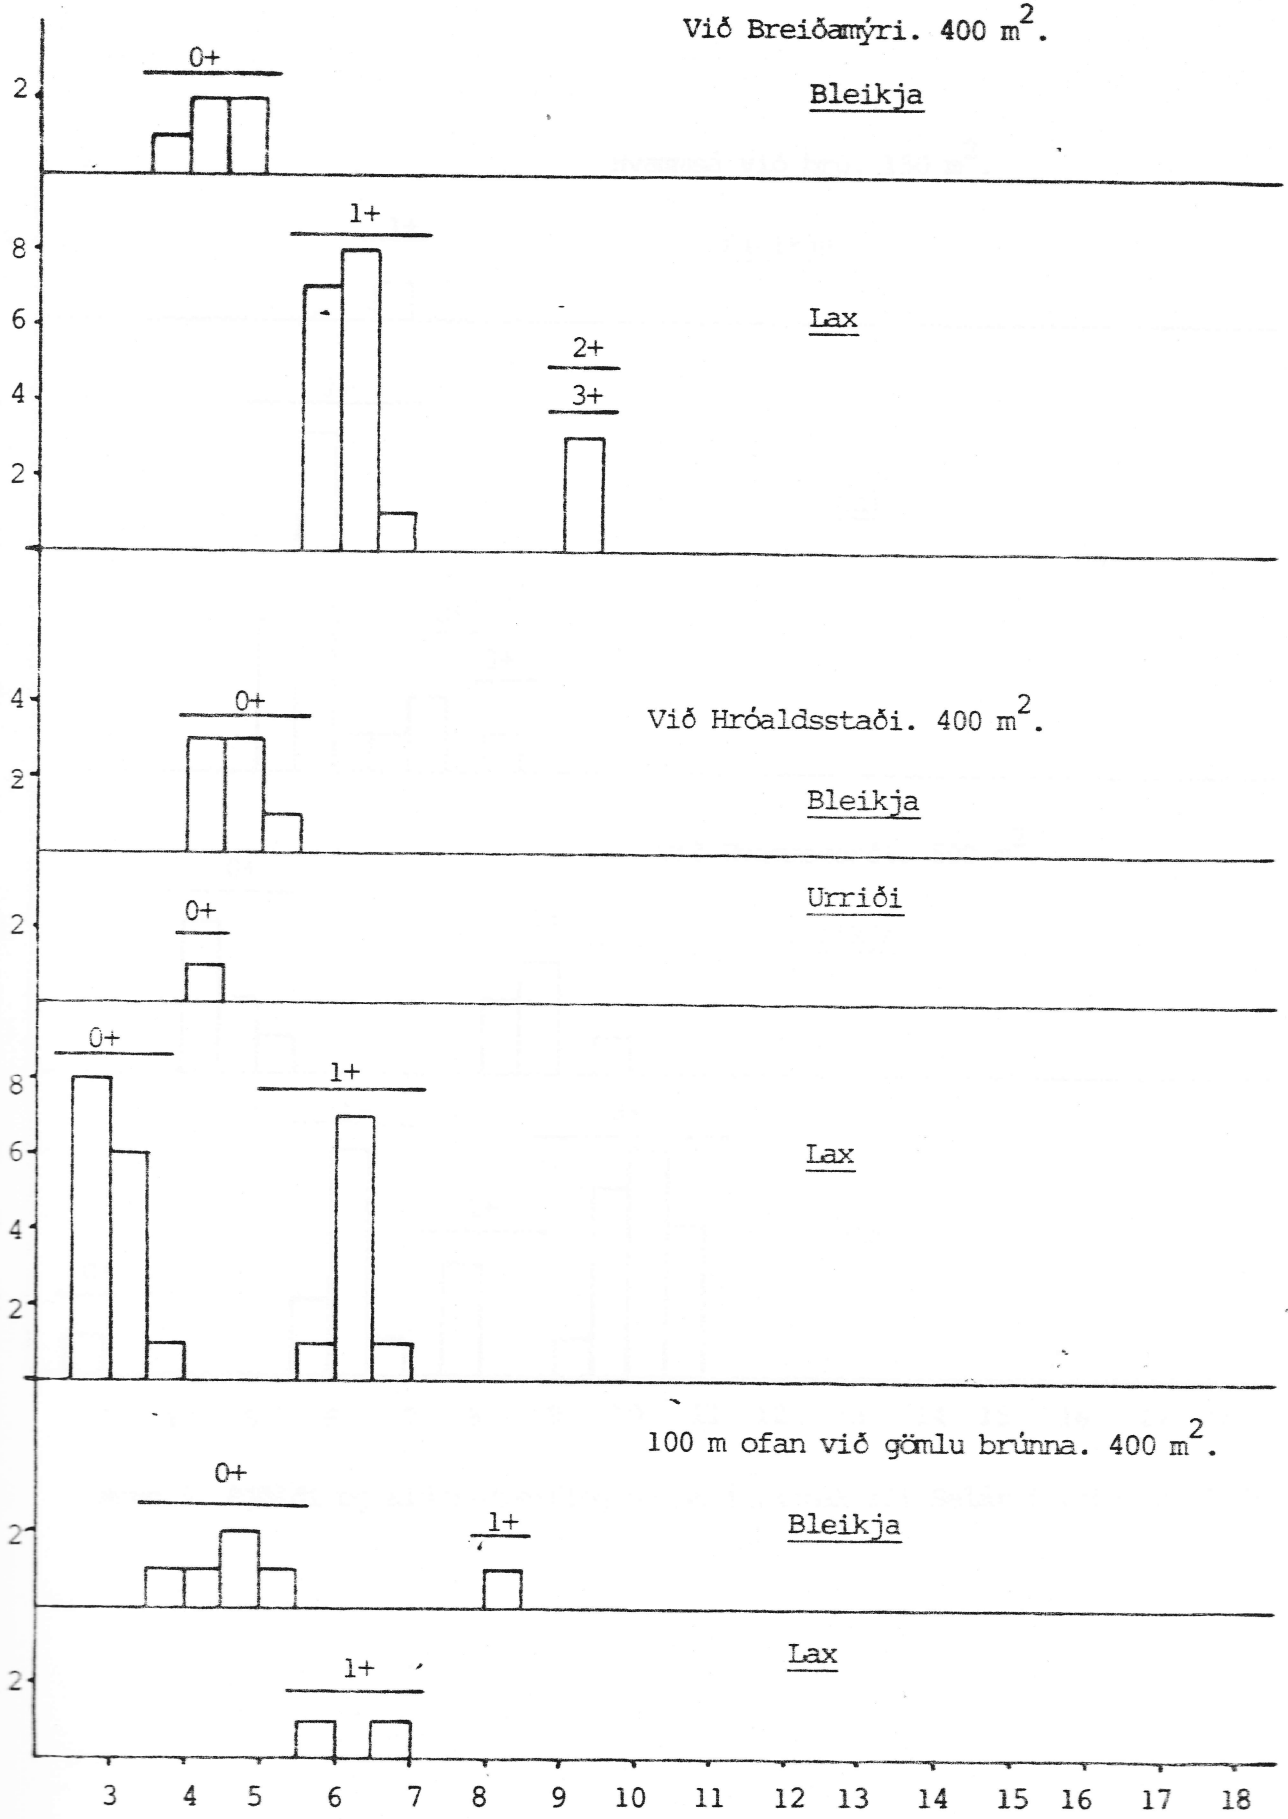 Við Breiðamýri. 400 m².
0+
2
Bleikja
1+
8
6
Lax
2+
4
3+
2
4
0+
Við Hróaldsstaði. 400 m².
2
Bleikja
Urriði
0+
2
0+
8
1+
6
Lax
4
2
100 m ofan við gömlu brúnna. 400 m².
0+
2
1+
Bleikja
Lax
1+
2
3 4 5 6 7 8 9 10 11 12 13 14 15 16 17 18